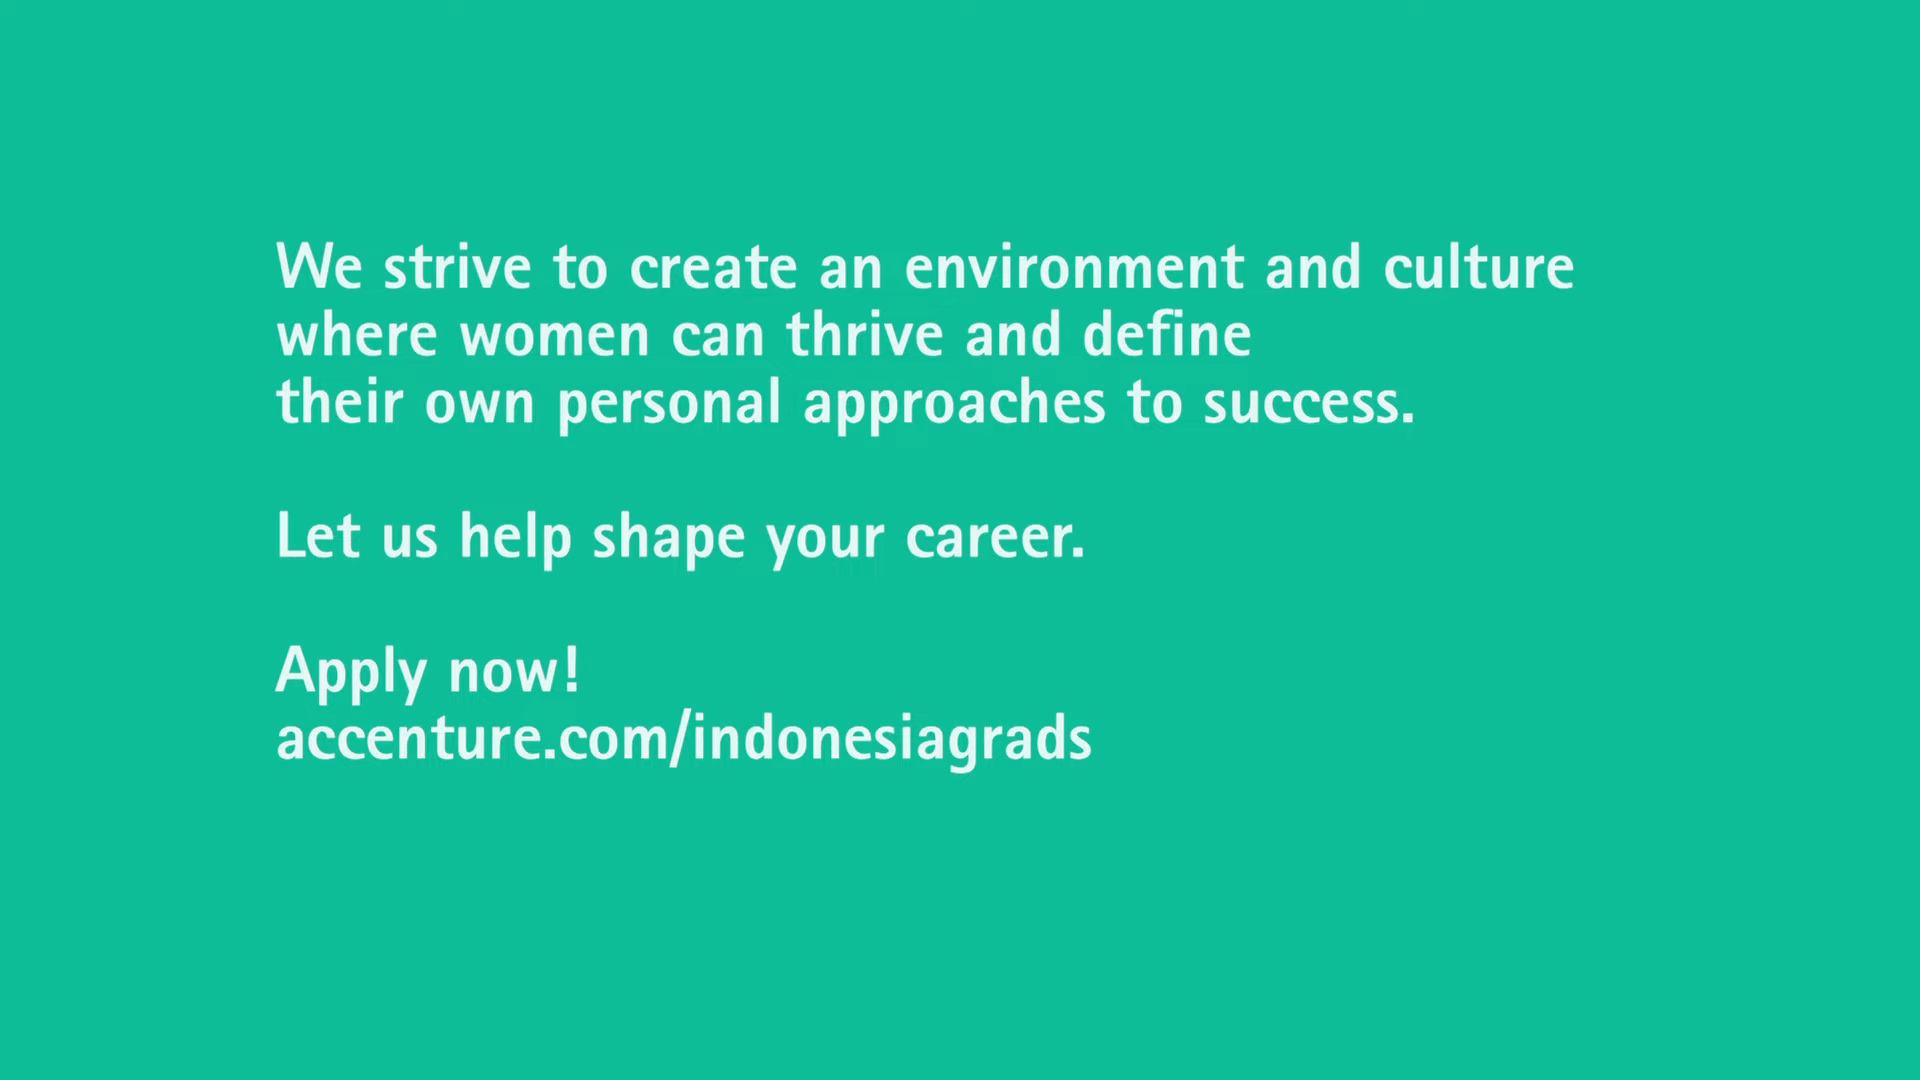 We strive to create an environment and culture
where women can thrive and define
their own personal approaches to success.
Let us help shape your career.
Apply now!
accenture.com/indonesiagrads